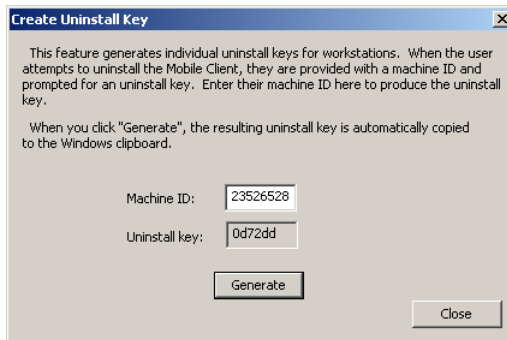 Create Uninstall Key
This feature generates individual uninstall keys for workstations. When the user
attempts to uninstall the Mobile Client, they are provided with a machine ID and
prompted for an uninstall key. Enter their machine ID here to produce the uninstall
key.
When you click "Generate", the resulting uninstall key is automatically copied
to the Windows clipboard.
Machine ID: 23526528
Uninstall key: 0d72dd
Generate
Close